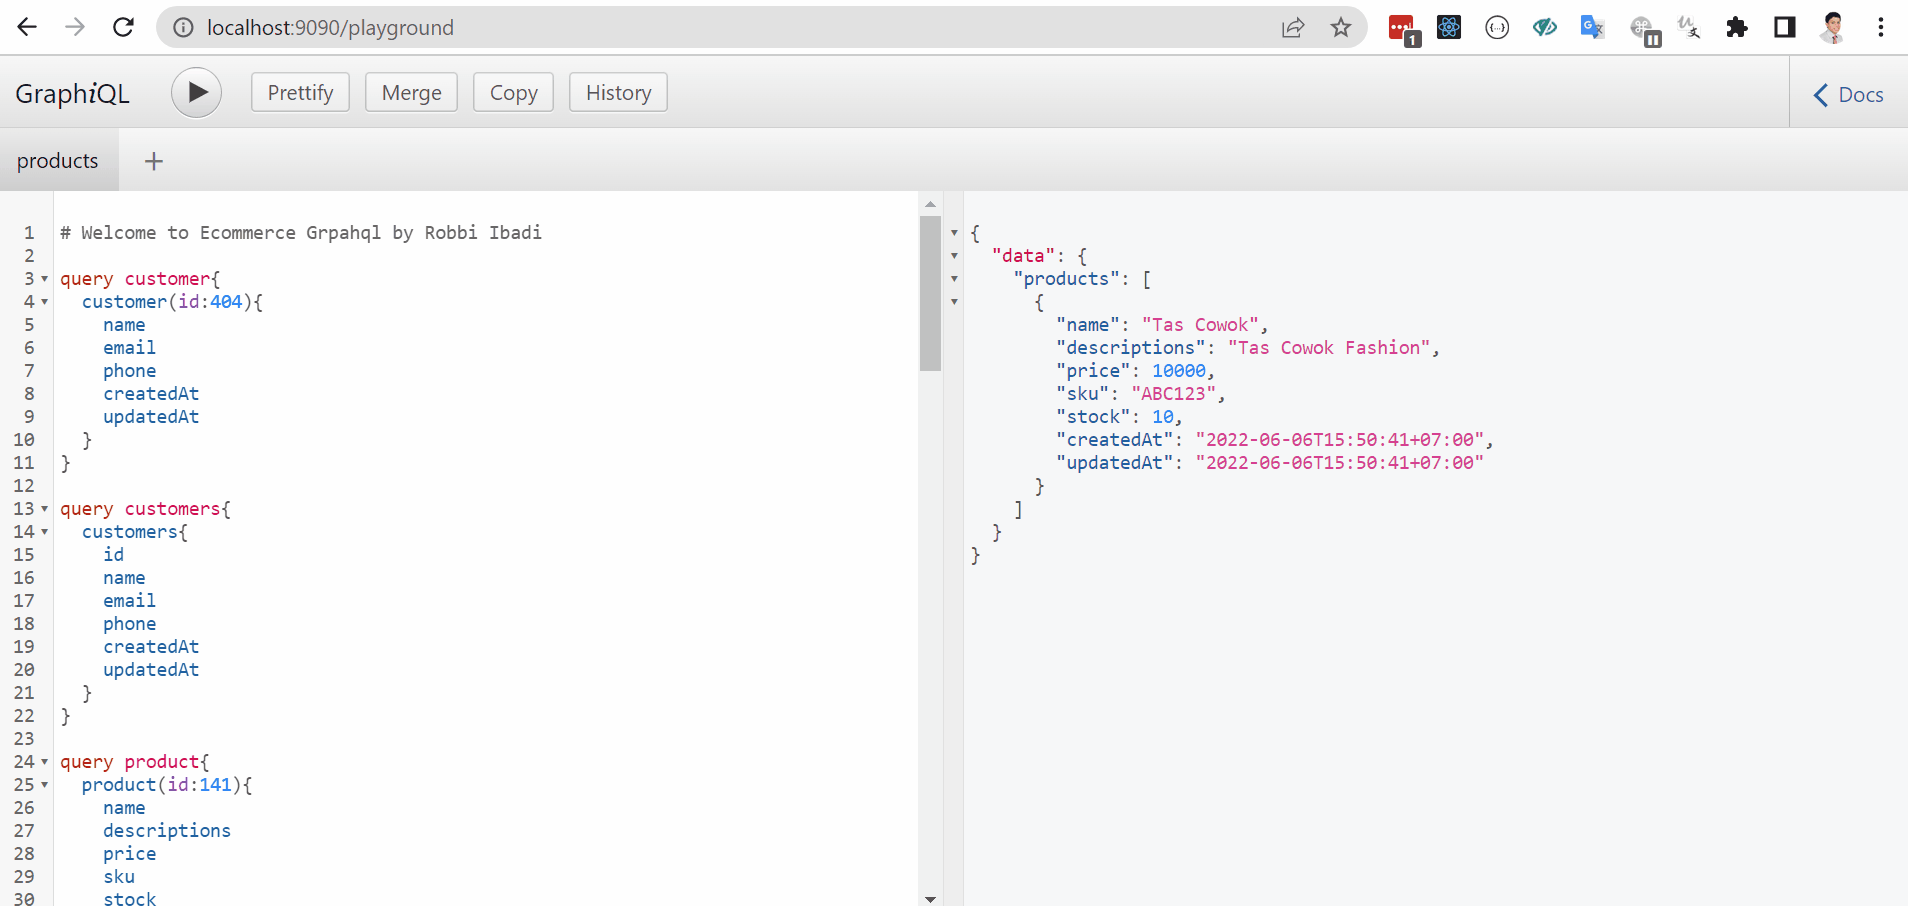 localhost:9090/playground
1
GraphiQL
Prettify
Merge
Copy
History
Docs
products
+
1 # Welcome to Ecommerce Grpahql by Robbi Ibadi
2
3 query customer{
4 customer(id:404){
5 name
6 email
7 phone
8 createdAt
9 updatedAt
10 }
11 }
12
13 query customers{
14 customers{
15 id
16 name
17 email
18 phone
19 createdAt
20 updatedAt
21 }
22 }
23
24 query product{
25 product(id:141){
26 name
27 descriptions
28 price
29 sku
30 stock
{
"data": {
"products": [
{
"name": "Tas Cowok",
"descriptions": "Tas Cowok Fashion",
"price": 10000,
"sku": "ABC123",
"stock": 10,
"createdAt": "2022-06-06T15:50:41+07:00",
"updatedAt": "2022-06-06T15:50:41+07:00"
}
]
}
}